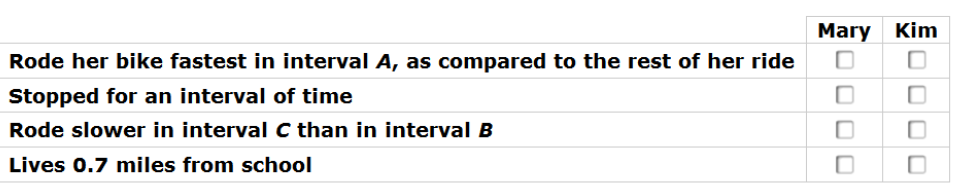 Mary Kim
Rode her bike fastest in interval A, as compared to the rest of her ride
Stopped for an interval of time
Rode slower in interval C than in interval B
Lives 0.7 miles from school